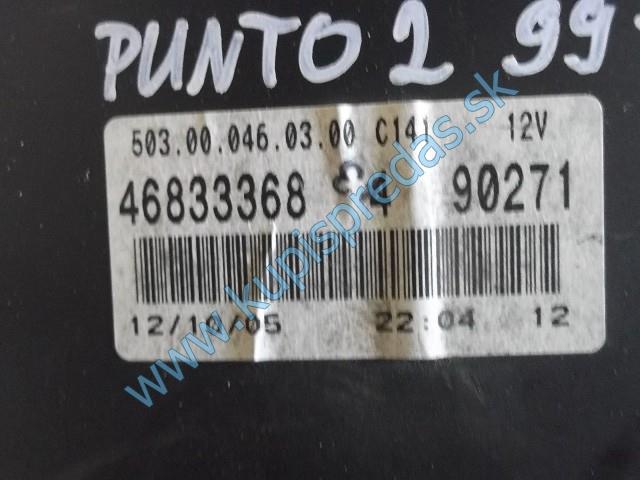 PUNTO 2 99-
503.00.046.03.00 C141 12V
46833368 90271
12/10/05 22:04 12
www.kupispredas.sk